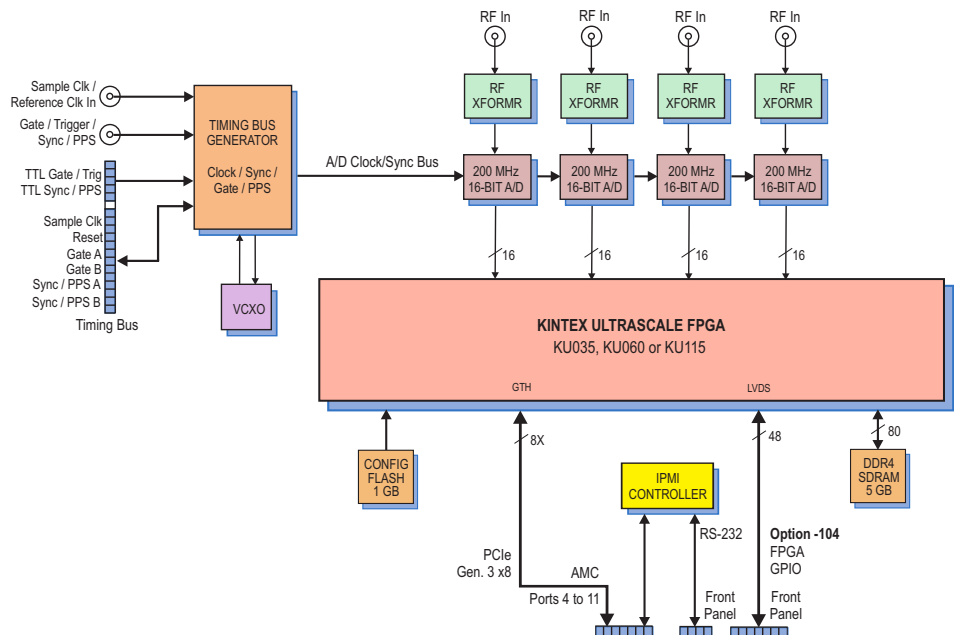 RF In
RF In
RF In
RF In
Sample Clk /
Reference Clk In
Gate / Trigger /
Sync / PPS
TTL Gate / Trig
TTL Sync / PPS
Sample Clk
Reset
Gate A
Gate B
Sync / PPS A
Sync / PPS B
Timing Bus
TIMING BUS
GENERATOR
Clock / Sync /
Gate / PPS
VCXO
A/D Clock/Sync Bus
RF
XFORMR
RF
XFORMR
RF
XFORMR
RF
XFORMR
200 MHz
16-BIT A/D
200 MHz
16-BIT A/D
200 MHz
16-BIT A/D
200 MHz
16-BIT A/D
16
16
16
16
KINTEX ULTRASCALE FPGA
KU035, KU060 or KU115
GTH
LVDS
8X
48
80
CONFIG
FLASH
1 GB
IPMI
CONTROLLER
DDR4
SDRAM
5 GB
RS-232
Option -104
FPGA
GPIO
PCIe
Gen. 3 x8
AMC
Ports 4 to 11
Front
Panel
Front
Panel